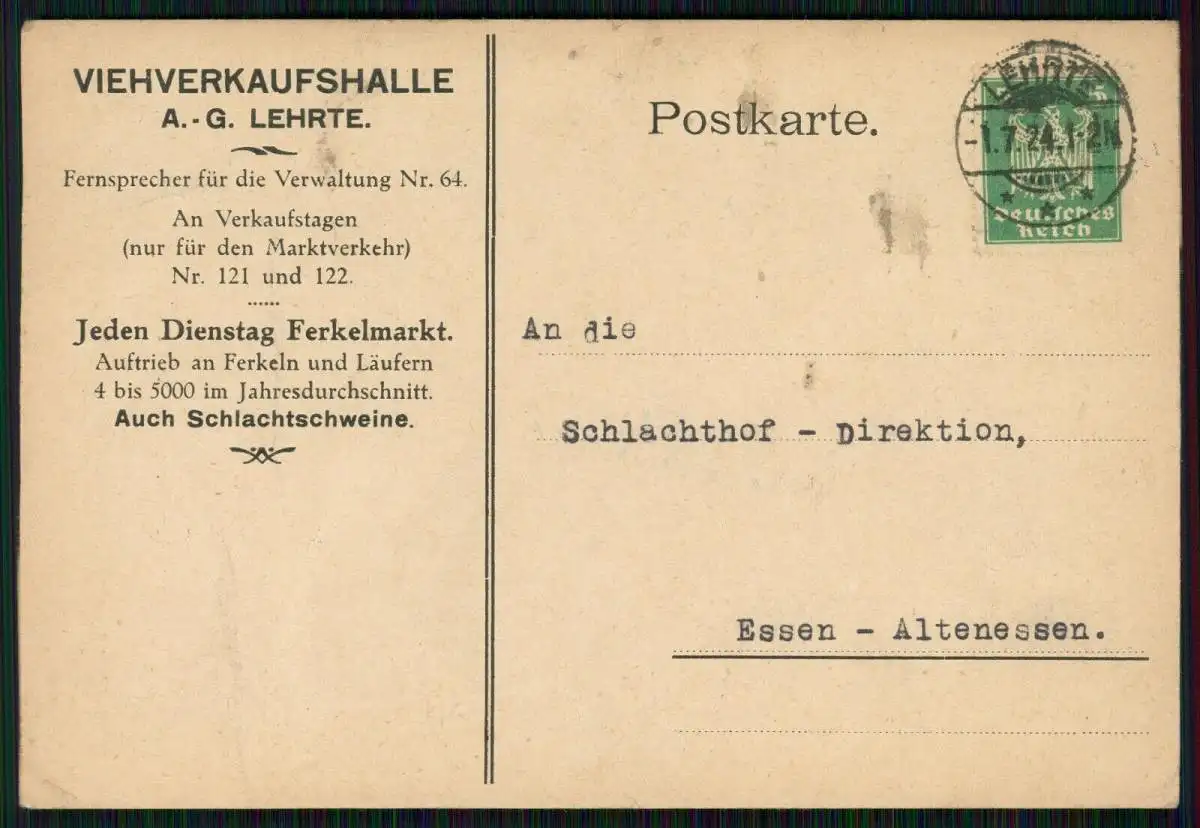 VIEHVERKAUFSHALLE
A.-G. LEHRTE.
Fernsprecher für die Verwaltung Nr. 64.
An Verkaufstagen
(nur für den Marktverkehr)
Nr. 121 und 122.
Jeden Dienstag Ferkelmarkt.
Auftrieb an Ferkeln und Läufern
4 bis 5000 im Jahresdurchschnitt.
Auch Schlachtschweine.
Postkarte.
LEHRTE
5
-1.7.24.1-2N
Deutsches
Reich
An die
Schlachthof - Direktion,
Essen - Altenessen.